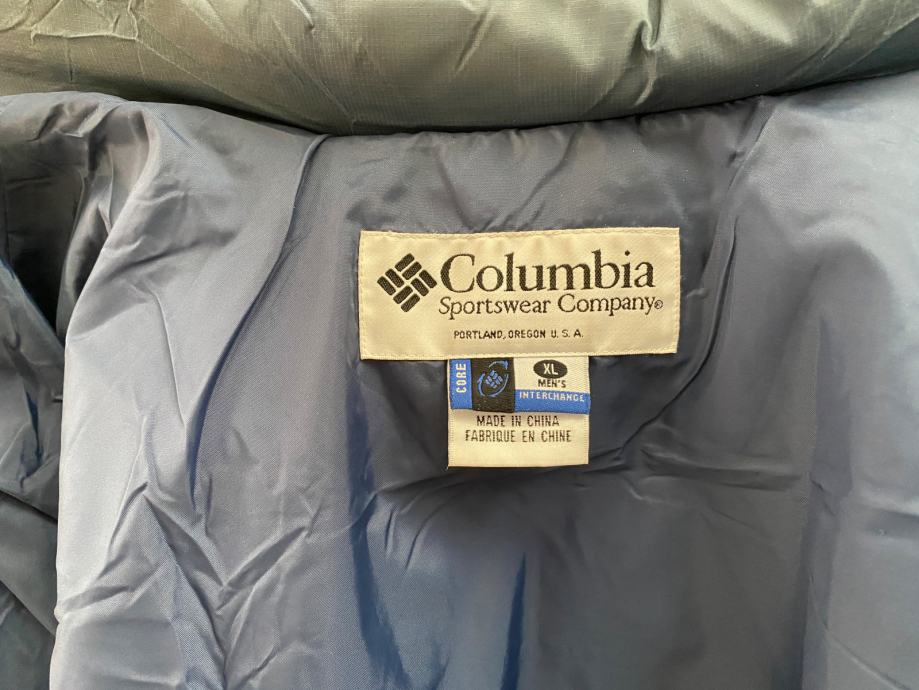 Columbia
Sportswear Company®
PORTLAND, OREGON U. S. A.
CORE
XL
MEN'S
INTERCHANGE
MADE IN CHINA
FABRIQUE EN CHINE